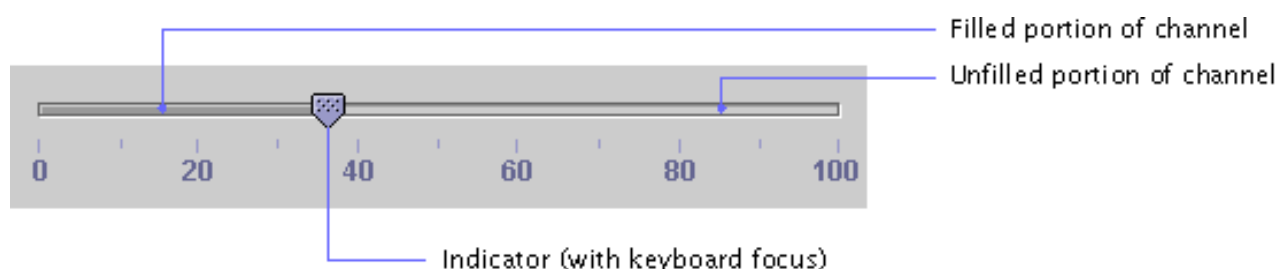 Filled portion of channel
Unfilled portion of channel
0 20 40 60 80 100
Indicator (with keyboard focus)